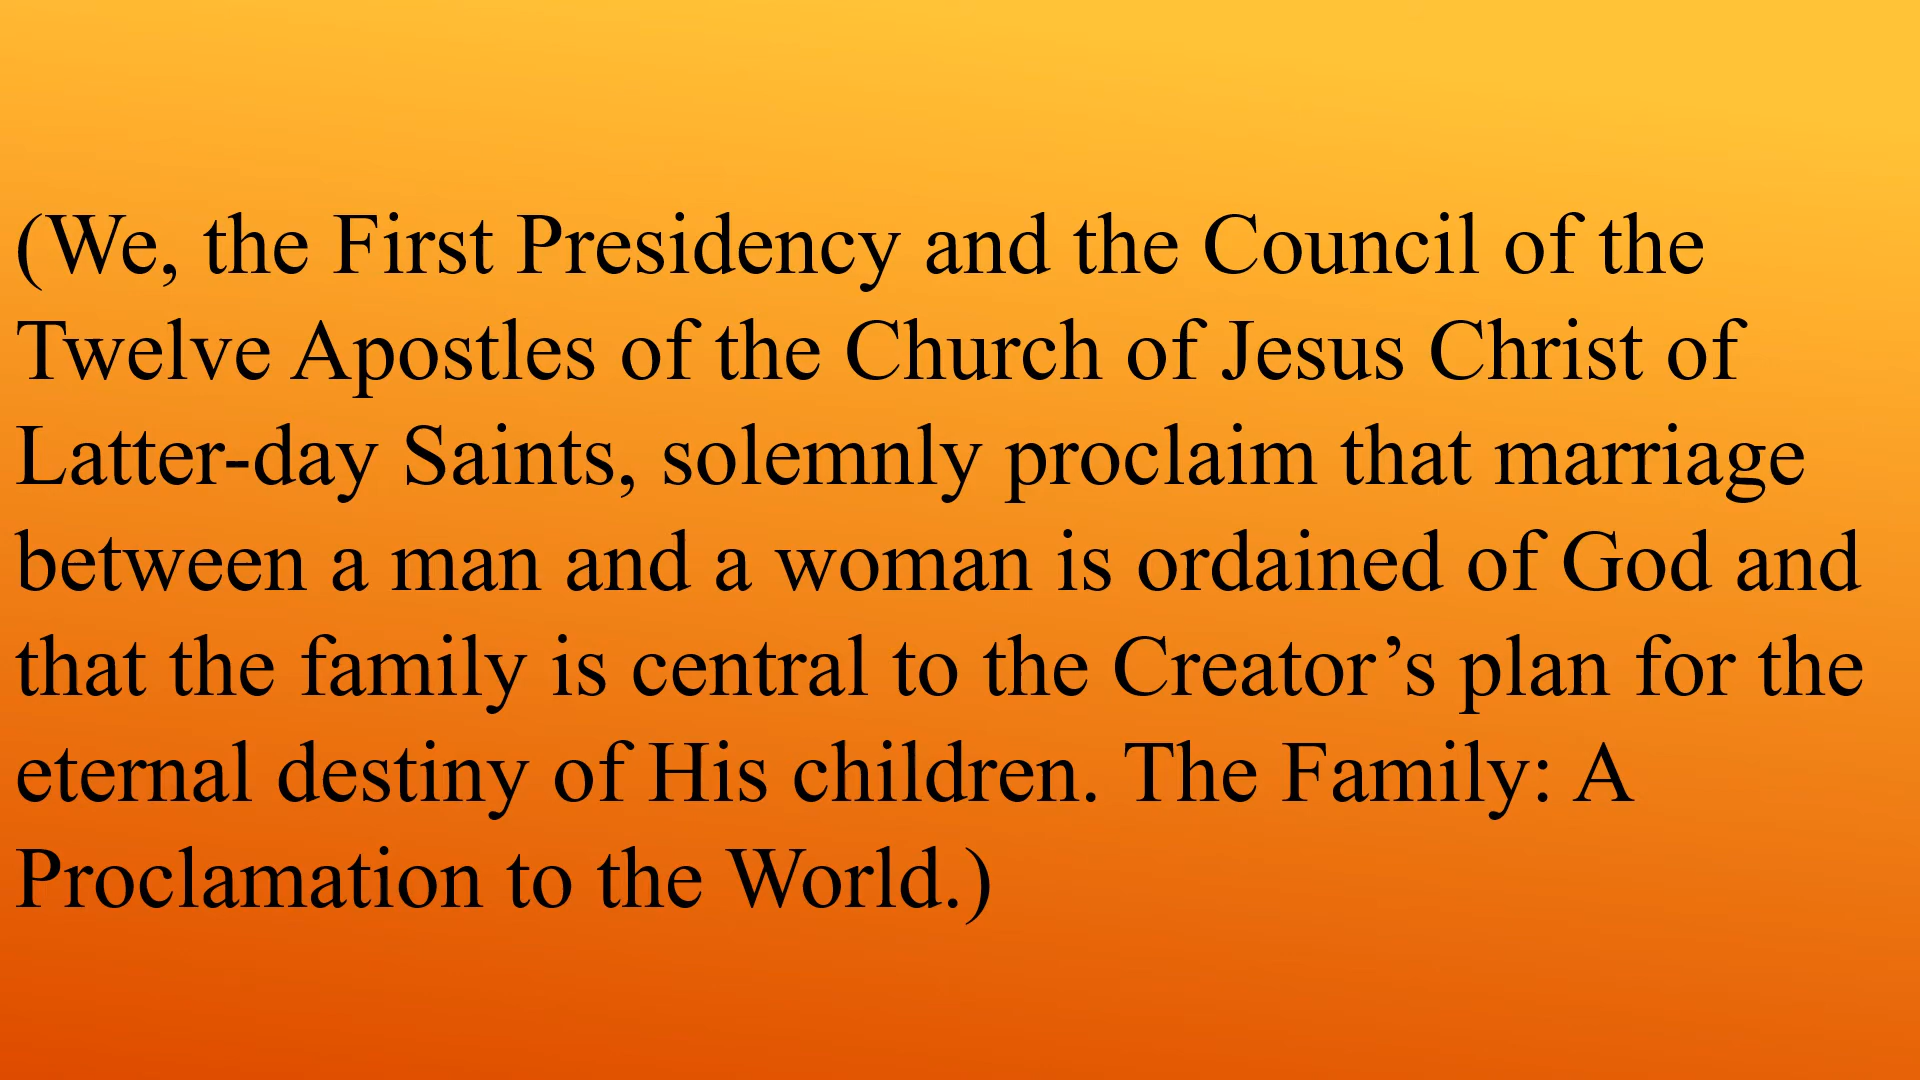 (We, the First Presidency and the Council of the
Twelve Apostles of the Church of Jesus Christ of
Latter-day Saints, solemnly proclaim that marriage
between a man and a woman is ordained of God and
that the family is central to the Creator’s plan for the
eternal destiny of His children. The Family: A
Proclamation to the World.)